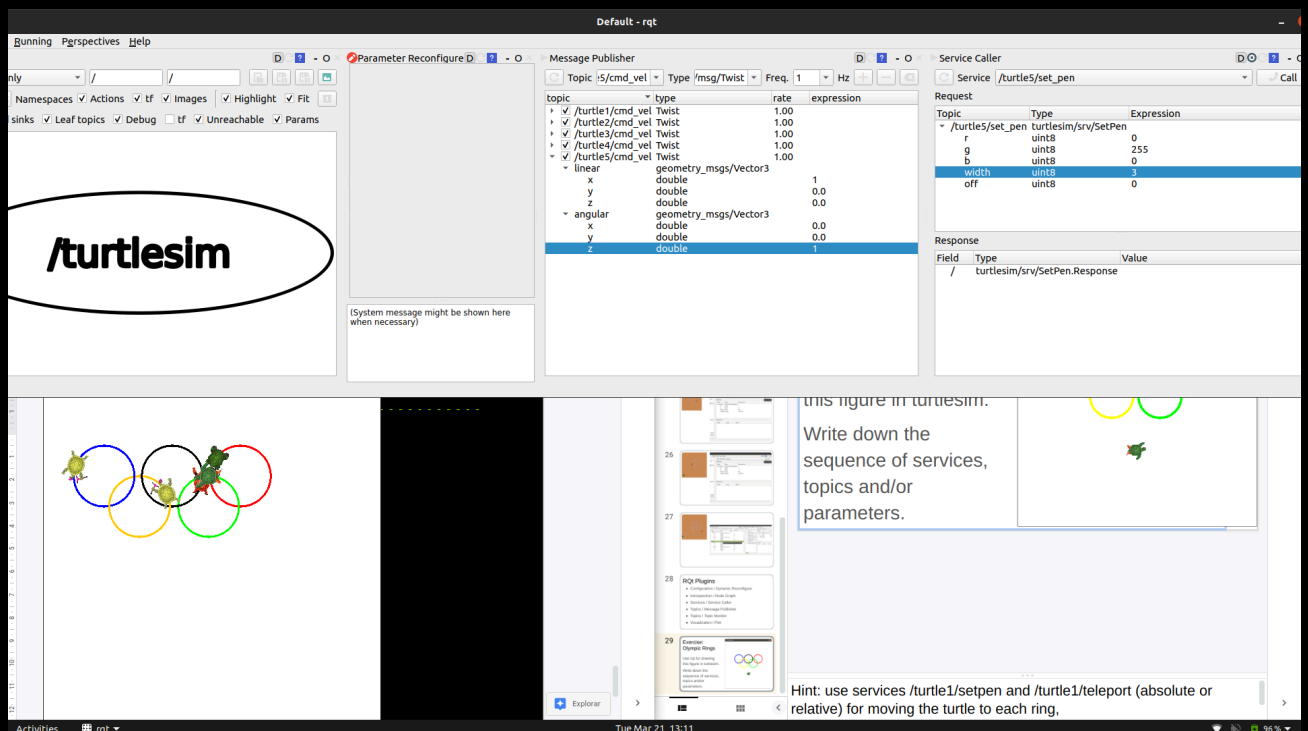 Default - rqt
Running Perspectives Help
D ? - O
nly / /
Namespaces Actions tf Images Highlight Fit
sinks Leaf topics Debug tf Unreachable Params
/turtlesim
Parameter Reconfigure D ? - O
(System message might be shown here
when necessary)
Message Publisher D ? - O
Topic :5/cmd_vel Type /msg/Twist Freq. 1 Hz
topic type rate expression
/turtle1/cmd_vel Twist 1.00
/turtle2/cmd_vel Twist 1.00
/turtle3/cmd_vel Twist 1.00
/turtle4/cmd_vel Twist 1.00
/turtle5/cmd_vel Twist 1.00
linear geometry_msgs/Vector3
x double 1
y double 0.0
z double 0.0
angular geometry_msgs/Vector3
x double 0.0
y double 0.0
z double 1
Service Caller D ? - O
Service /turtle5/set_pen Call
Request
Topic Type Expression
/turtle5/set_pen turtlesim/srv/SetPen
r uint8 0
g uint8 255
b uint8 0
width uint8 3
off uint8 0
Response
Field Type Value
/ turtlesim/srv/SetPen.Response
26
27
28
RQt Plugins
29
Exercise:
Olympic Rings
Explorar
this figure in turtlesim.
Write down the
sequence of services,
topics and/or
parameters.
Hint: use services /turtle1/setpen and /turtle1/teleport (absolute or
relative) for moving the turtle to each ring,
Activities rqt Tue Mar 21 13:11 96 %